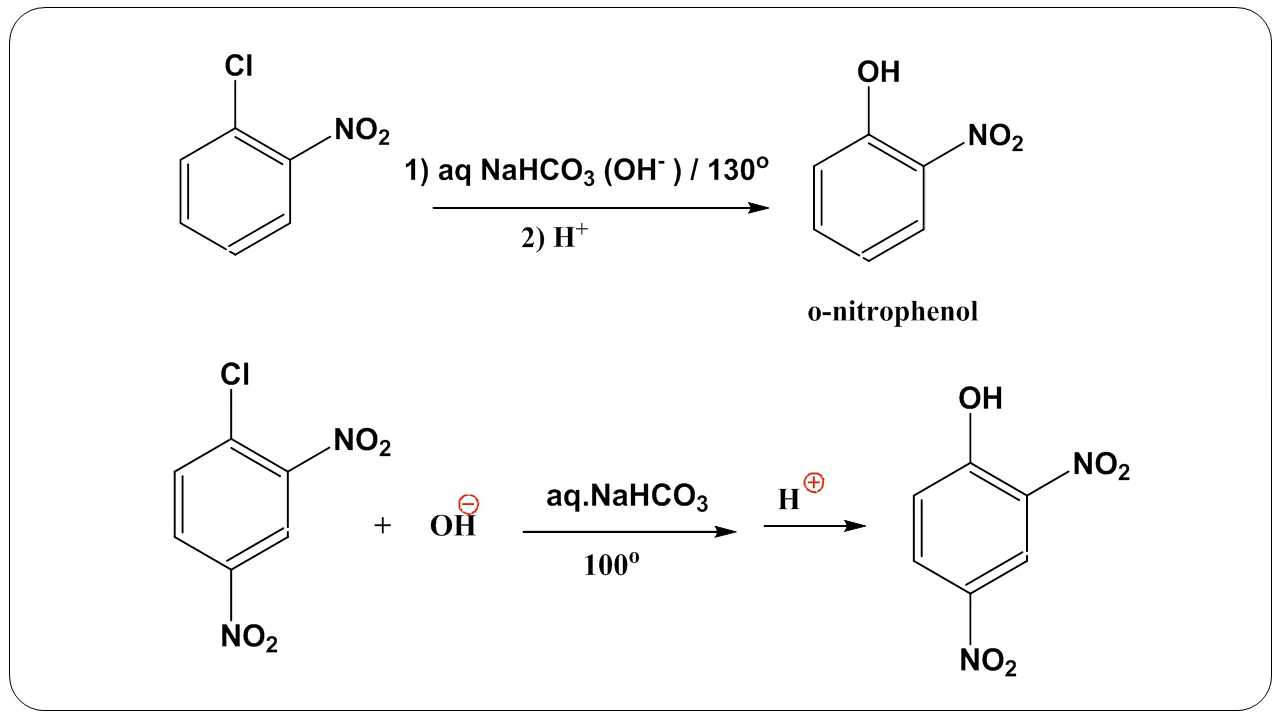 Cl
NO₂
1) aq NaHCO₃ (OH⁻ ) / 130º
2) H⁺
OH
NO₂
o-nitrophenol
Cl
NO₂
NO₂
+ OH⊖
aq.NaHCO₃
100º
H⊕
OH
NO₂
NO₂